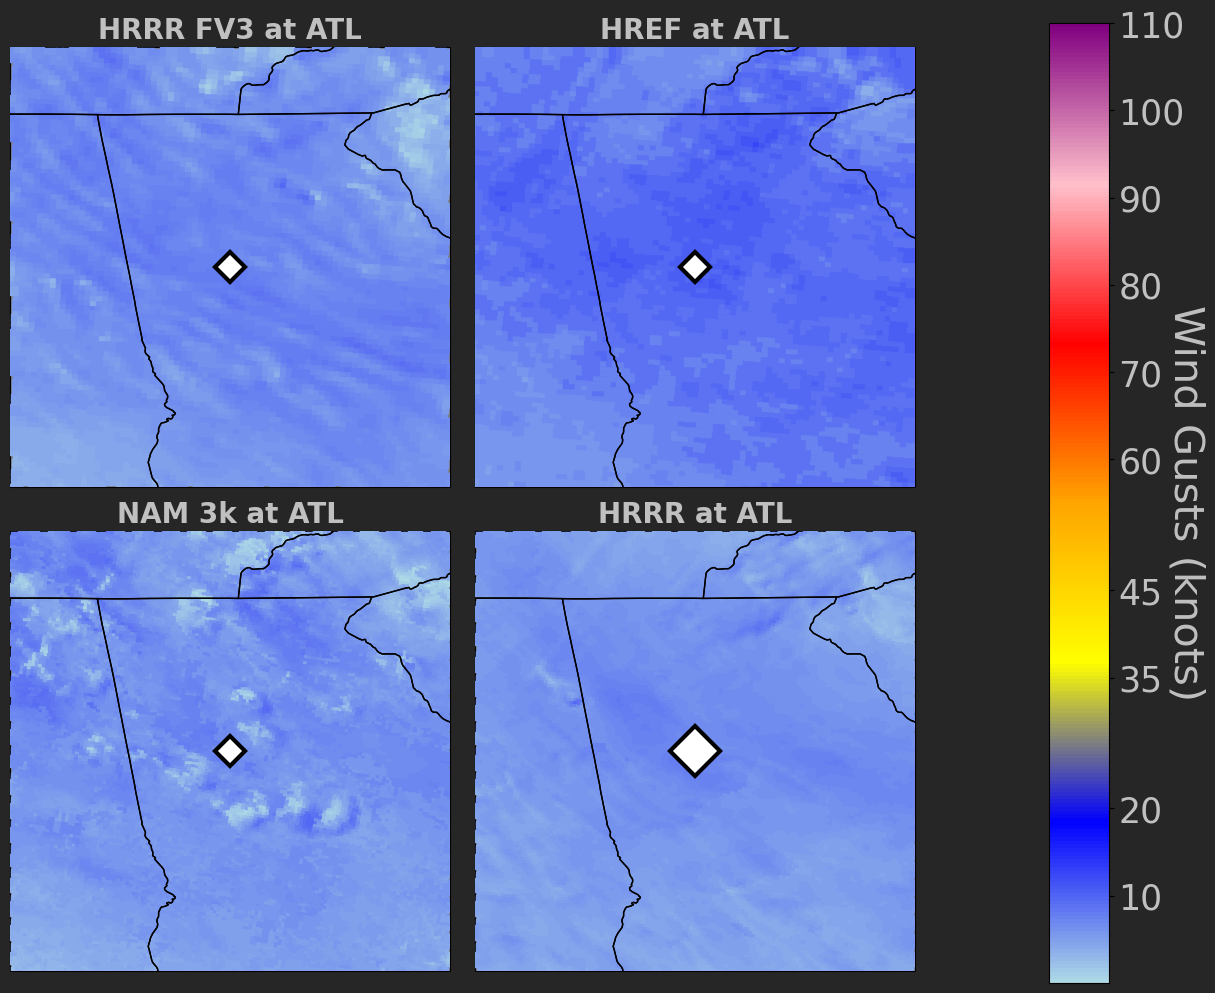 HRRR FV3 at ATL
HREF at ATL
NAM 3k at ATL
HRRR at ATL
110
100
90
80
70
60
45
35
20
10
Wind Gusts (knots)